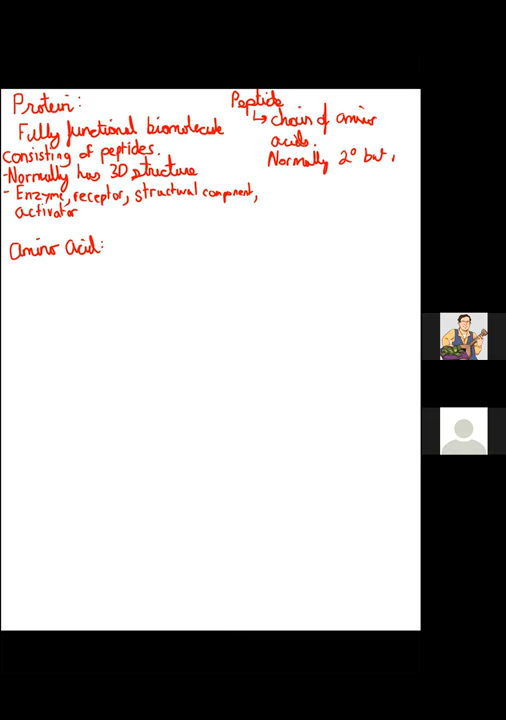 Protein:
Fully functional biomolecule
consisting of peptides.
-Normally has 3D structure
- Enzyme, receptor, structural component,
activator
Amino Acid:
Peptide
↳ chain of amino
acids.
Normally 2° but